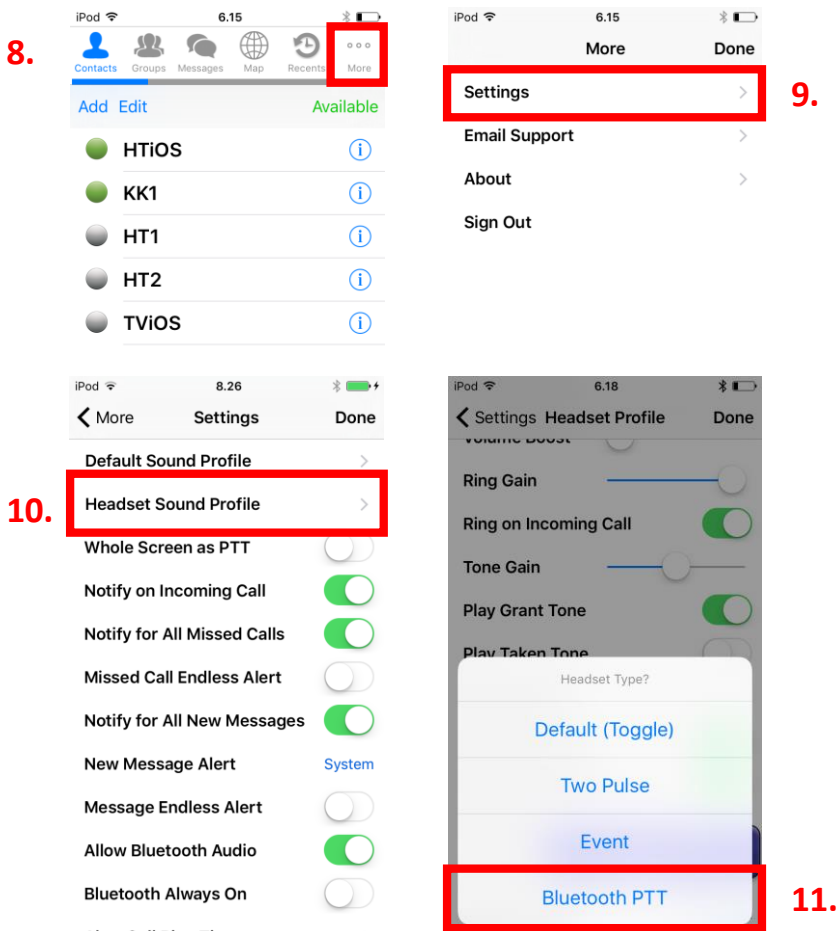 8.
iPod 6.15
Contacts Groups Messages Map Recents More
Add Edit Available
HTiOS
KK1
HT1
HT2
TViOS
iPod 6.15
More Done
Settings
9.
Email Support
About
Sign Out
iPod 8.26
More Settings Done
Default Sound Profile
10.
Headset Sound Profile
Whole Screen as PTT
Notify on Incoming Call
Notify for All Missed Calls
Missed Call Endless Alert
Notify for All New Messages
New Message Alert System
Message Endless Alert
Allow Bluetooth Audio
Bluetooth Always On
iPod 6.18
Settings Headset Profile Done
Volume Boost
Ring Gain
Ring on Incoming Call
Tone Gain
Play Grant Tone
Play Taken Tone
Headset Type?
Default (Toggle)
Two Pulse
Event
Bluetooth PTT
11.